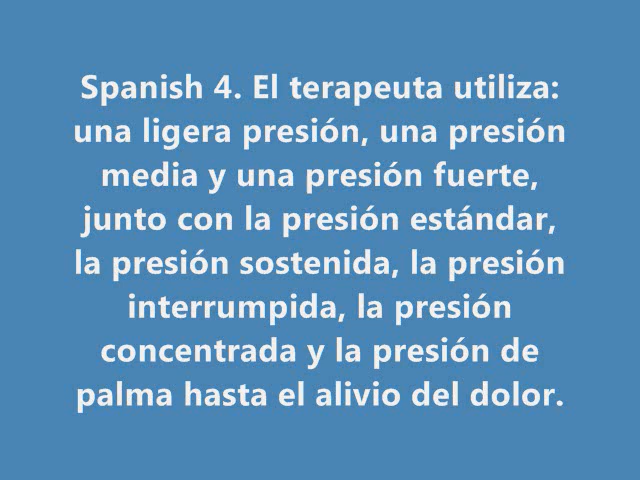 Spanish 4. El terapeuta utiliza:
una ligera presión, una presión
media y una presión fuerte,
junto con la presión estándar,
la presión sostenida, la presión
interrumpida, la presión
concentrada y la presión de
palma hasta el alivio del dolor.